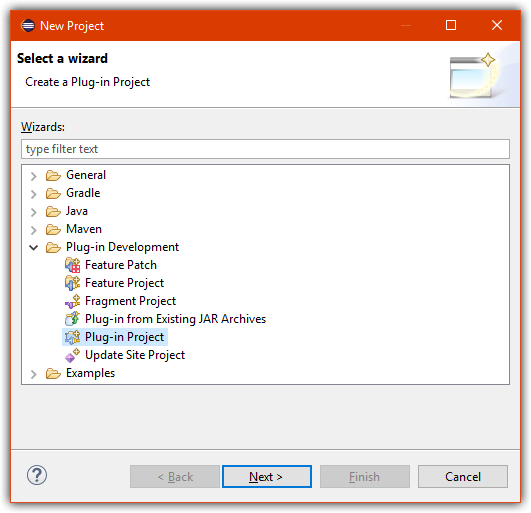 New Project
Select a wizard
Create a Plug-in Project
Wizards:
type filter text
General
Gradle
Java
Maven
Plug-in Development
Feature Patch
Feature Project
Fragment Project
Plug-in from Existing JAR Archives
Plug-in Project
Update Site Project
Examples
? < Back Next > Finish Cancel